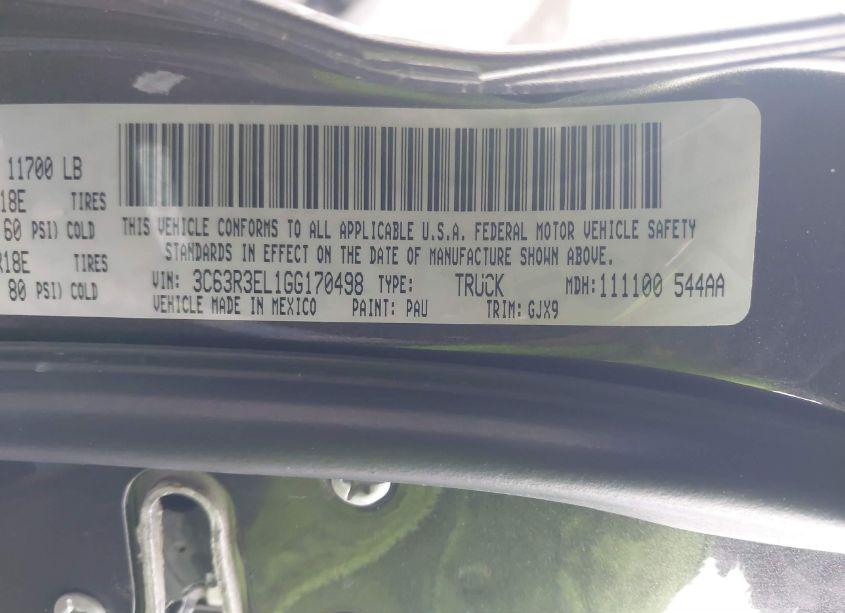 11700 LB
18E TIRES
60 PSI) COLD
R18E TIRES
80 PSI) COLD
THIS VEHICLE CONFORMS TO ALL APPLICABLE U.S.A. FEDERAL MOTOR VEHICLE SAFETY
STANDARDS IN EFFECT ON THE DATE OF MANUFACTURE SHOWN ABOVE.
VIN: 3C63R3EL1GG170498 TYPE: TRUCK MDH: 111100 544AA
VEHICLE MADE IN MEXICO PAINT: PAU TRIM: GJX9